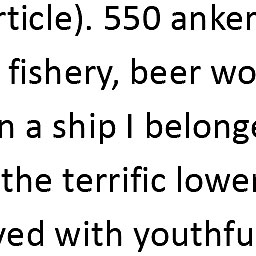 rticle). 550 anker
fishery, beer wo
n a ship I belonge
the terrific lower
ved with youthfu